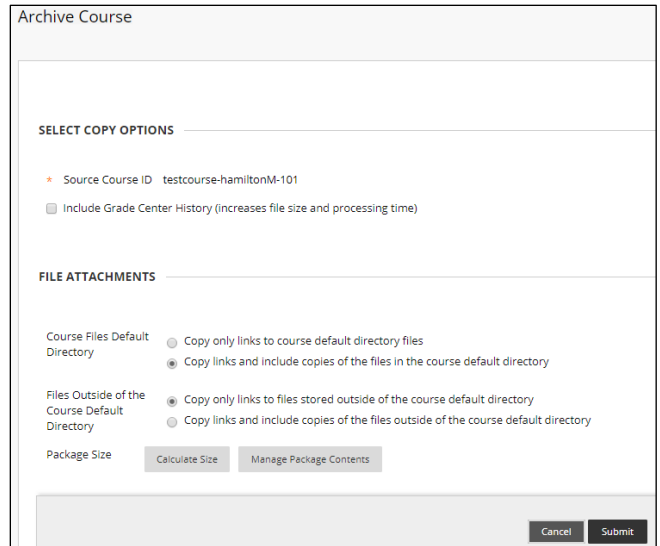 Archive Course
SELECT COPY OPTIONS
* Source Course ID testcourse-hamiltonM-101
Include Grade Center History (increases file size and processing time)
FILE ATTACHMENTS
Course Files Default
Directory
Copy only links to course default directory files
Copy links and include copies of the files in the course default directory
Files Outside of the
Course Default
Directory
Copy only links to files stored outside of the course default directory
Copy links and include copies of the files outside of the course default directory
Package Size
Calculate Size
Manage Package Contents
Cancel
Submit